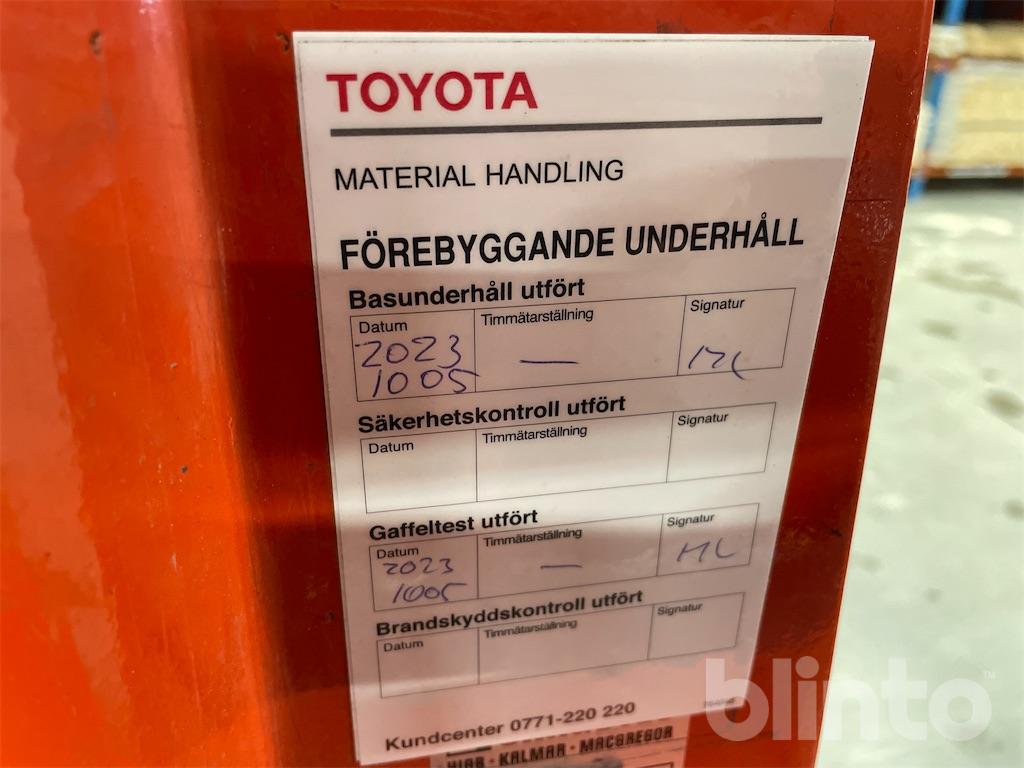 TOYOTA
MATERIAL HANDLING
FÖREBYGGANDE UNDERHÅLL
Basunderhåll utfört
Datum Timmätarställning Signatur
2023 — ML
1005
Säkerhetskontroll utfört
Datum Timmätarställning Signatur
Gaffeltest utfört
Datum Timmätarställning Signatur
2023 — ML
1005
Brandskyddskontroll utfört
Datum Timmätarställning Signatur
Kundcenter 0771-220 220
HIAB · KALMAR · MACGREGOR
blinto™